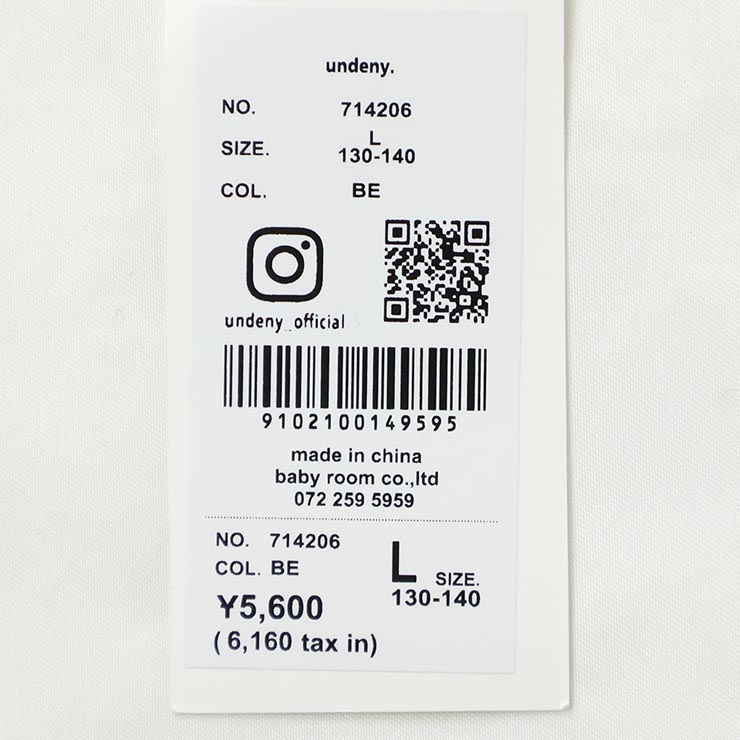 undeny.
NO. 714206
SIZE. L
130-140
COL. BE
undeny_official
9102100149595
made in china
baby room co.,ltd
072 259 5959
NO. 714206
COL. BE
L SIZE.
130-140
¥5,600
( 6,160 tax in)